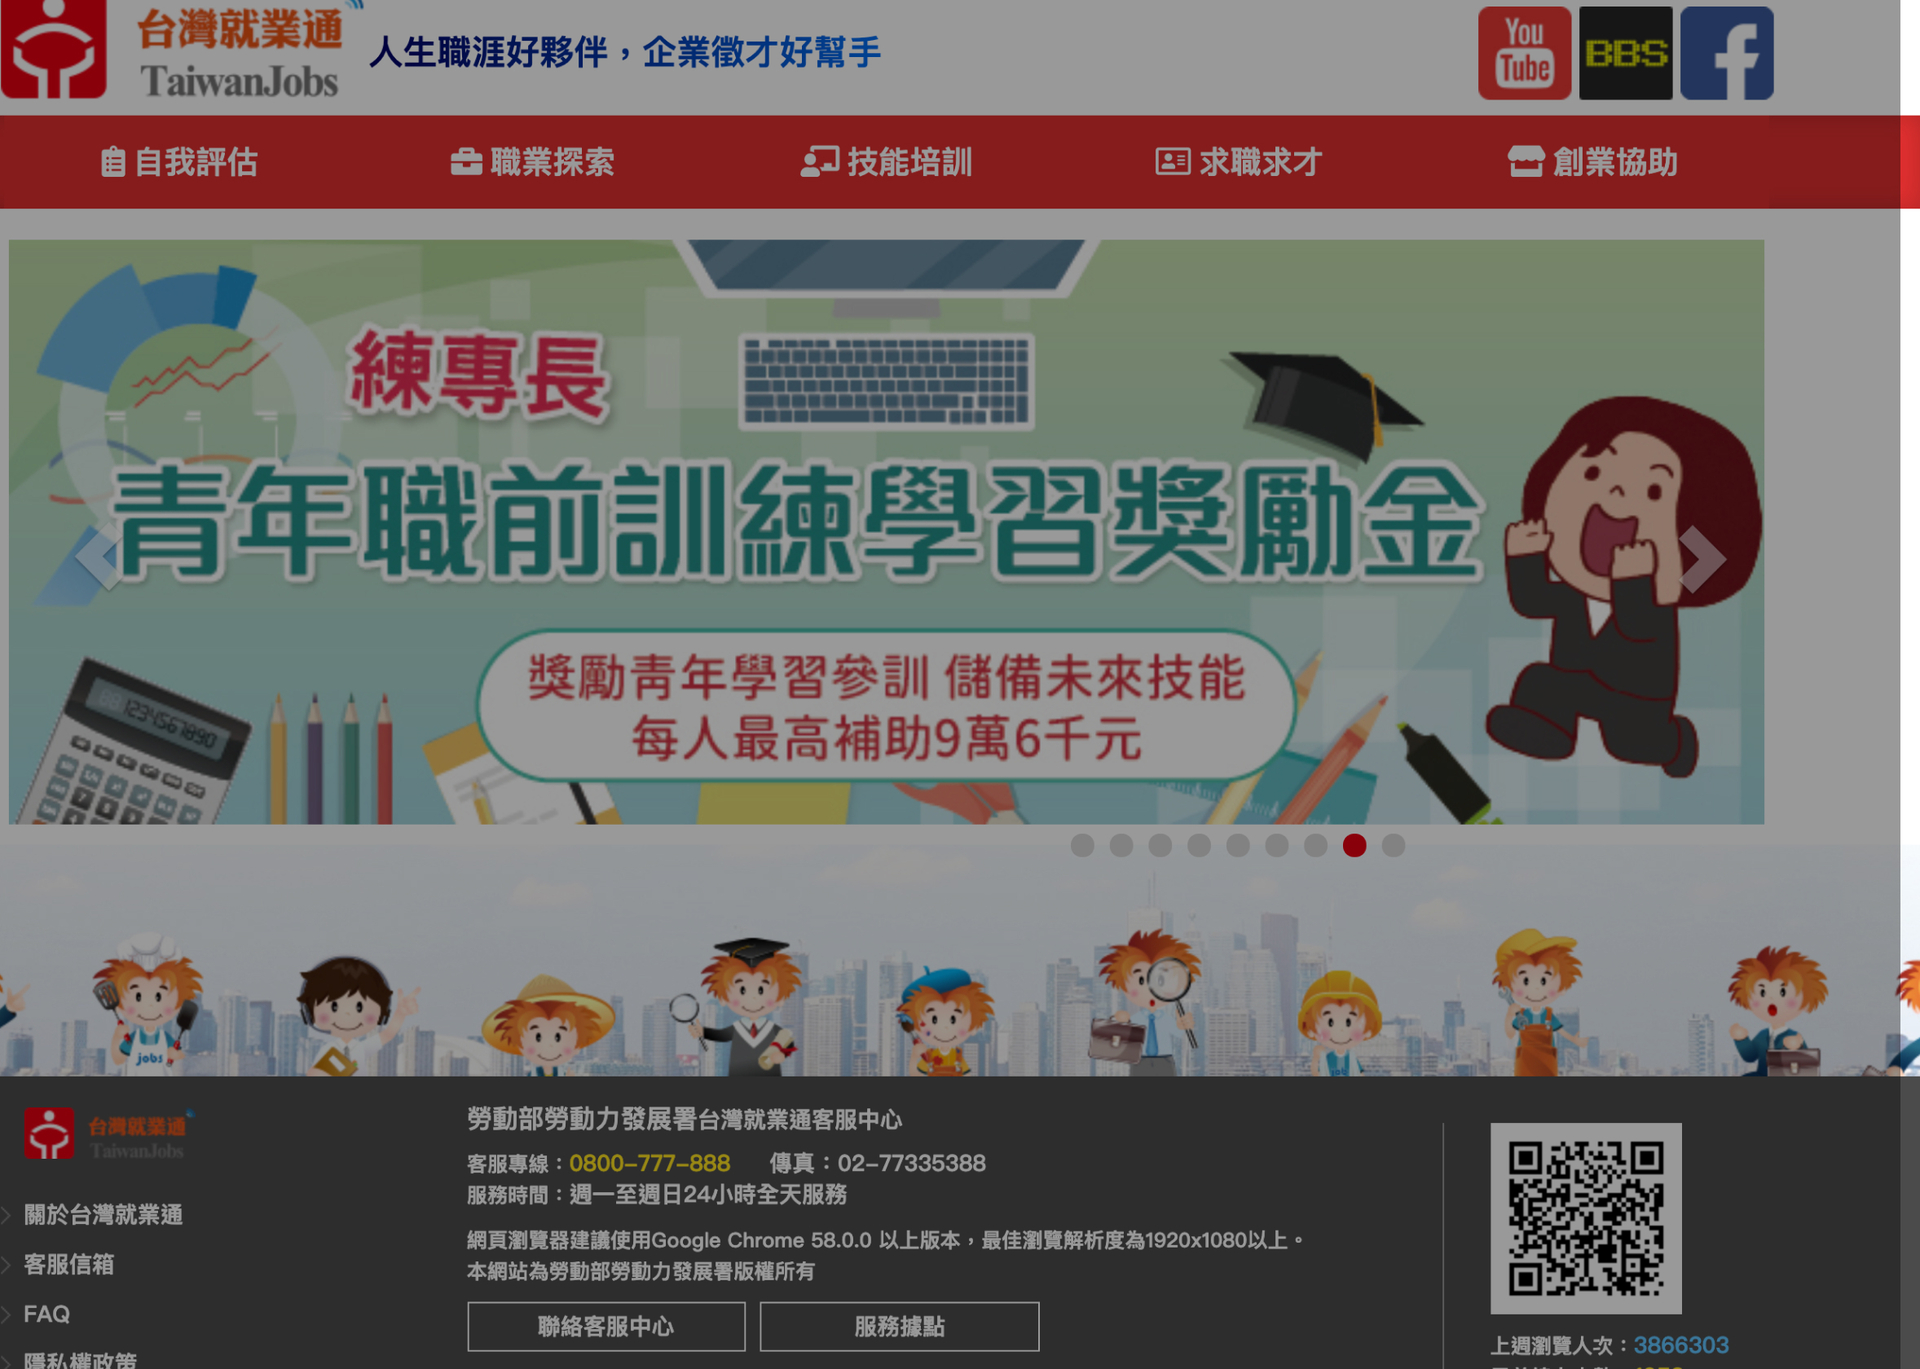 台灣就業通
TaiwanJobs
人生職涯好夥伴，企業徵才好幫手
You
Tube
BBS
自我評估
職業探索
技能培訓
求職求才
創業協助
練專長
青年職前訓練學習獎勵金
獎勵青年學習參訓 儲備未來技能
每人最高補助9萬6千元
1234567890
jobs
台灣就業通
TaiwanJobs
關於台灣就業通
客服信箱
FAQ
隱私權政策
勞動部勞動力發展署台灣就業通客服中心
客服專線：0800-777-888 傳真：02-77335388
服務時間：週一至週日24小時全天服務
網頁瀏覽器建議使用Google Chrome 58.0.0 以上版本，最佳瀏覽解析度為1920x1080以上。
本網站為勞動部勞動力發展署版權所有
聯絡客服中心
服務據點
上週瀏覽人次：3866303